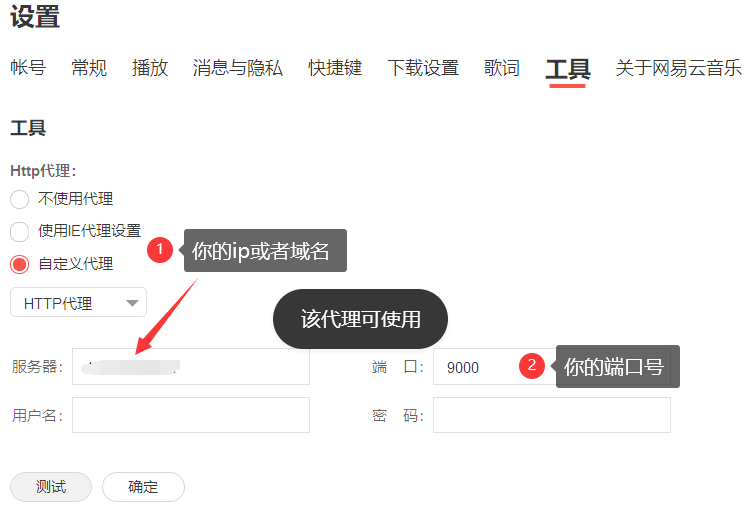 设置
帐号 常规 播放 消息与隐私 快捷键 下载设置 歌词 工具 关于网易云音乐
工具
Http代理:
不使用代理
使用IE代理设置
1 你的ip或者域名
自定义代理
HTTP代理
该代理可使用
服务器: 端 口: 9000 2 你的端口号
用户名: 密 码:
测试 确定